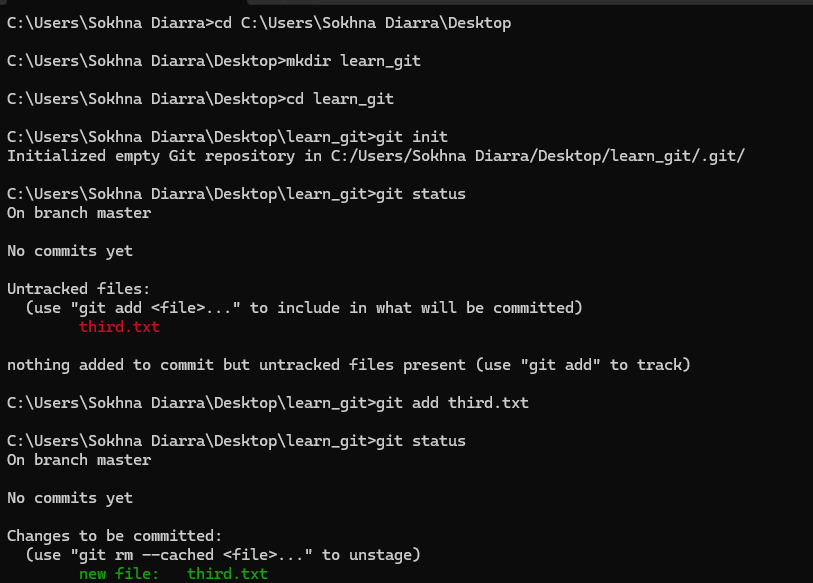 C:\Users\Sokhna Diarra>cd C:\Users\Sokhna Diarra\Desktop
C:\Users\Sokhna Diarra\Desktop>mkdir learn_git
C:\Users\Sokhna Diarra\Desktop>cd learn_git
C:\Users\Sokhna Diarra\Desktop\learn_git>git init
Initialized empty Git repository in C:/Users/Sokhna Diarra/Desktop/learn_git/.git/
C:\Users\Sokhna Diarra\Desktop\learn_git>git status
On branch master
No commits yet
Untracked files:
  (use "git add <file>..." to include in what will be committed)
        third.txt
nothing added to commit but untracked files present (use "git add" to track)
C:\Users\Sokhna Diarra\Desktop\learn_git>git add third.txt
C:\Users\Sokhna Diarra\Desktop\learn_git>git status
On branch master
No commits yet
Changes to be committed:
  (use "git rm --cached <file>..." to unstage)
        new file:   third.txt